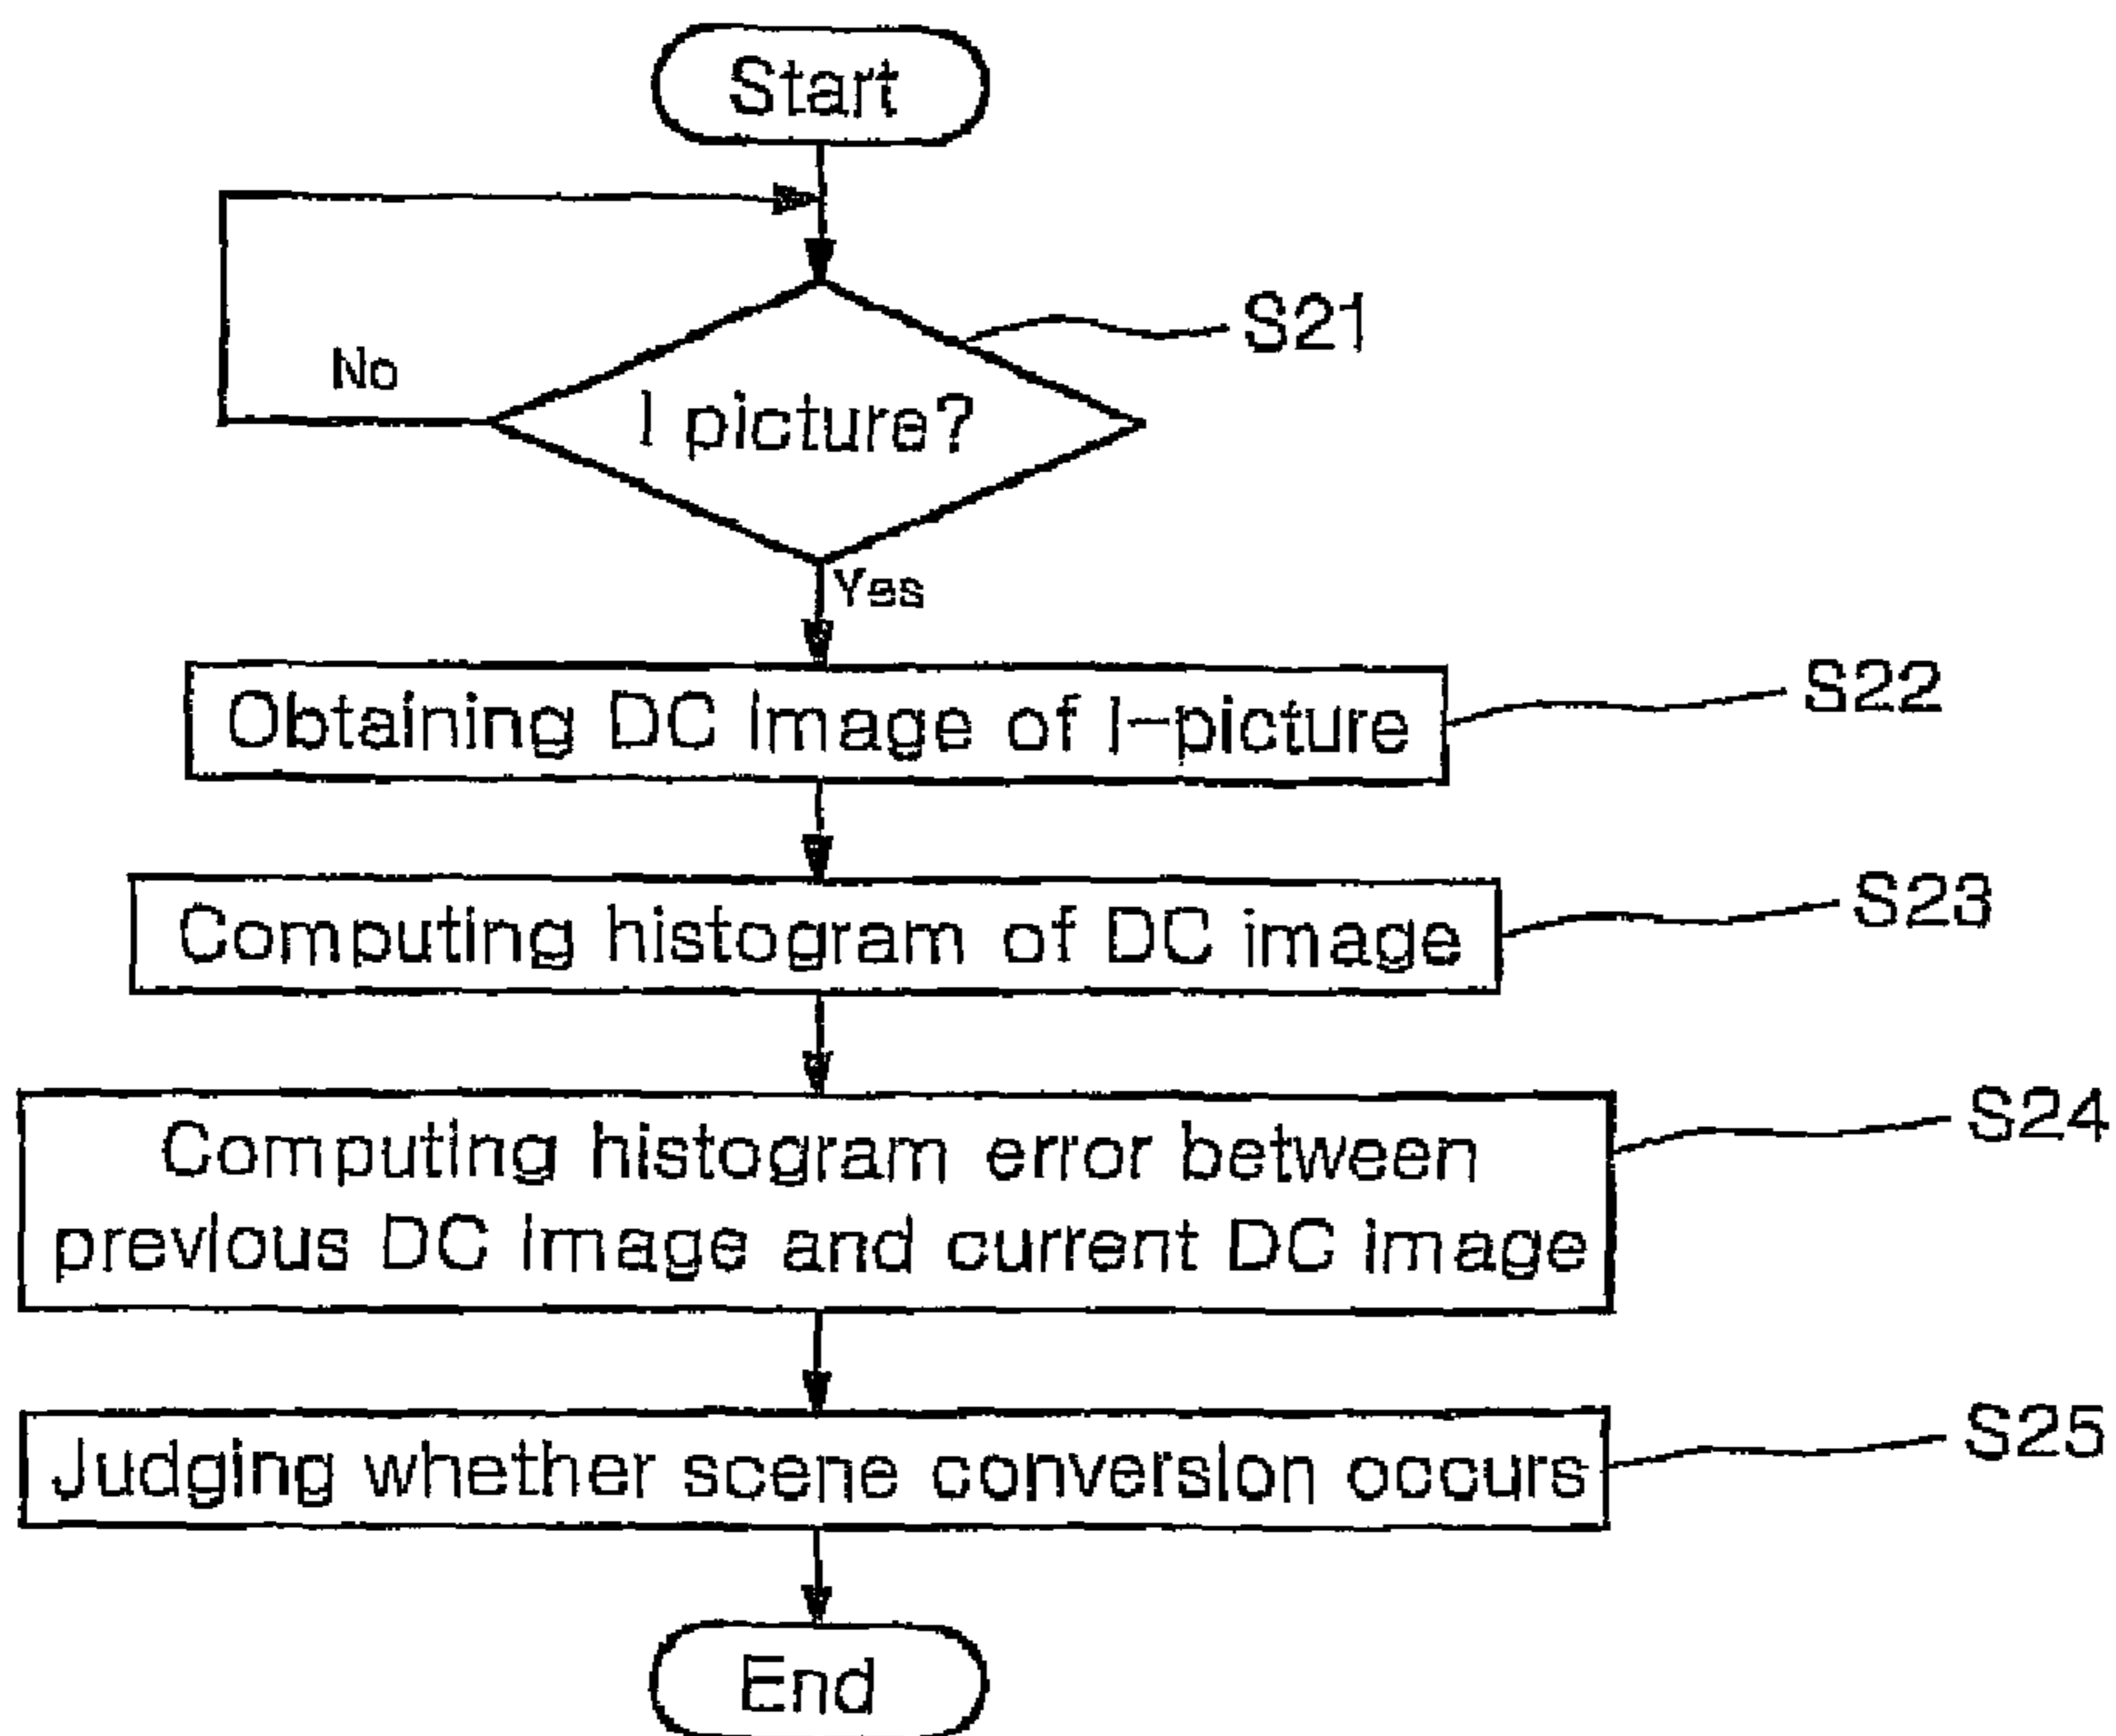 Start
S21
No
I picture?
Yes
Obtaining DC Image of I-picture
S22
Computing histogram of DC image
S23
Computing histogram error between
previous DC image and current DC image
S24
Judging whether scene conversion occurs
S25
End